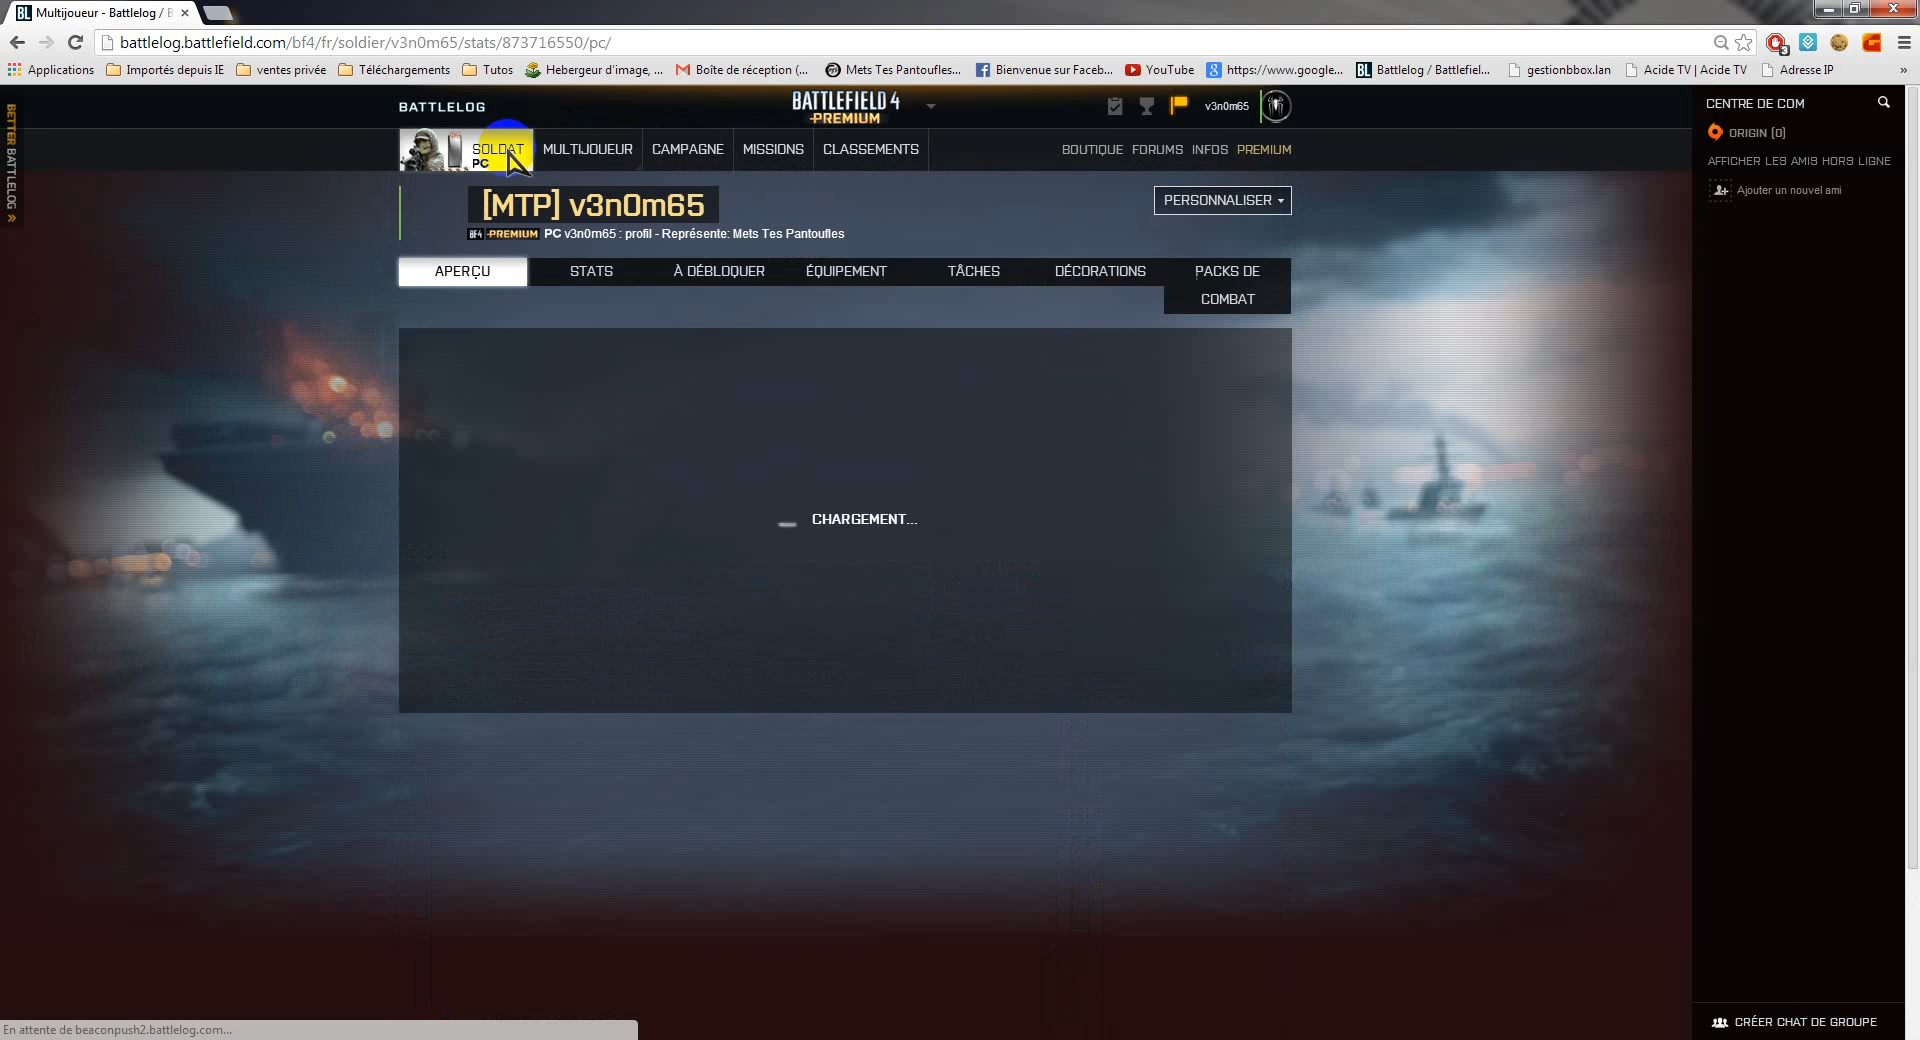 Multijoueur - Battlelog / B
battlelog.battlefield.com/bf4/fr/soldier/v3n0m65/stats/873716550/pc/
3
Applications Importés depuis IE ventes privée Téléchargements Tutos Hebergeur d'image, ... Boîte de réception (... Mets Tes Pantoufles... Bienvenue sur Faceb... YouTube https://www.google... Battlelog / Battlefiel... gestionbbox.lan Acide TV | Acide TV Adresse IP »
BETTER BATTLELOG »
BATTLELOG
BATTLEFIELD 4
PREMIUM
v3n0m65
SOLDAT
PC
MULTIJOUEUR CAMPAGNE MISSIONS CLASSEMENTS
BOUTIQUE FORUMS INFOS PREMIUM
[MTP] v3n0m65
BF4 PREMIUM PC v3n0m65 : profil - Représente: Mets Tes Pantoufles
PERSONNALISER
APERÇU STATS À DÉBLOQUER ÉQUIPEMENT TÂCHES DÉCORATIONS PACKS DE
COMBAT
CHARGEMENT...
CENTRE DE COM
ORIGIN [0]
AFFICHER LES AMIS HORS LIGNE
Ajouter un nouvel ami
En attente de beaconpush2.battlelog.com...
CRÉER CHAT DE GROUPE